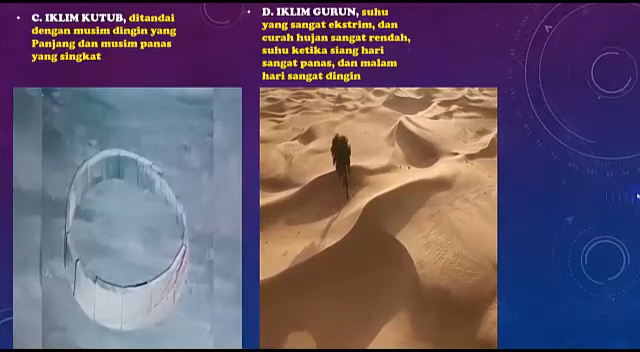 • C. IKLIM KUTUB, ditandai
dengan musim dingin yang
Panjang dan musim panas
yang singkat
• D. IKLIM GURUN, suhu
yang sangat ekstrim, dan
curah hujan sangat rendah,
suhu ketika siang hari
sangat panas, dan malam
hari sangat dingin